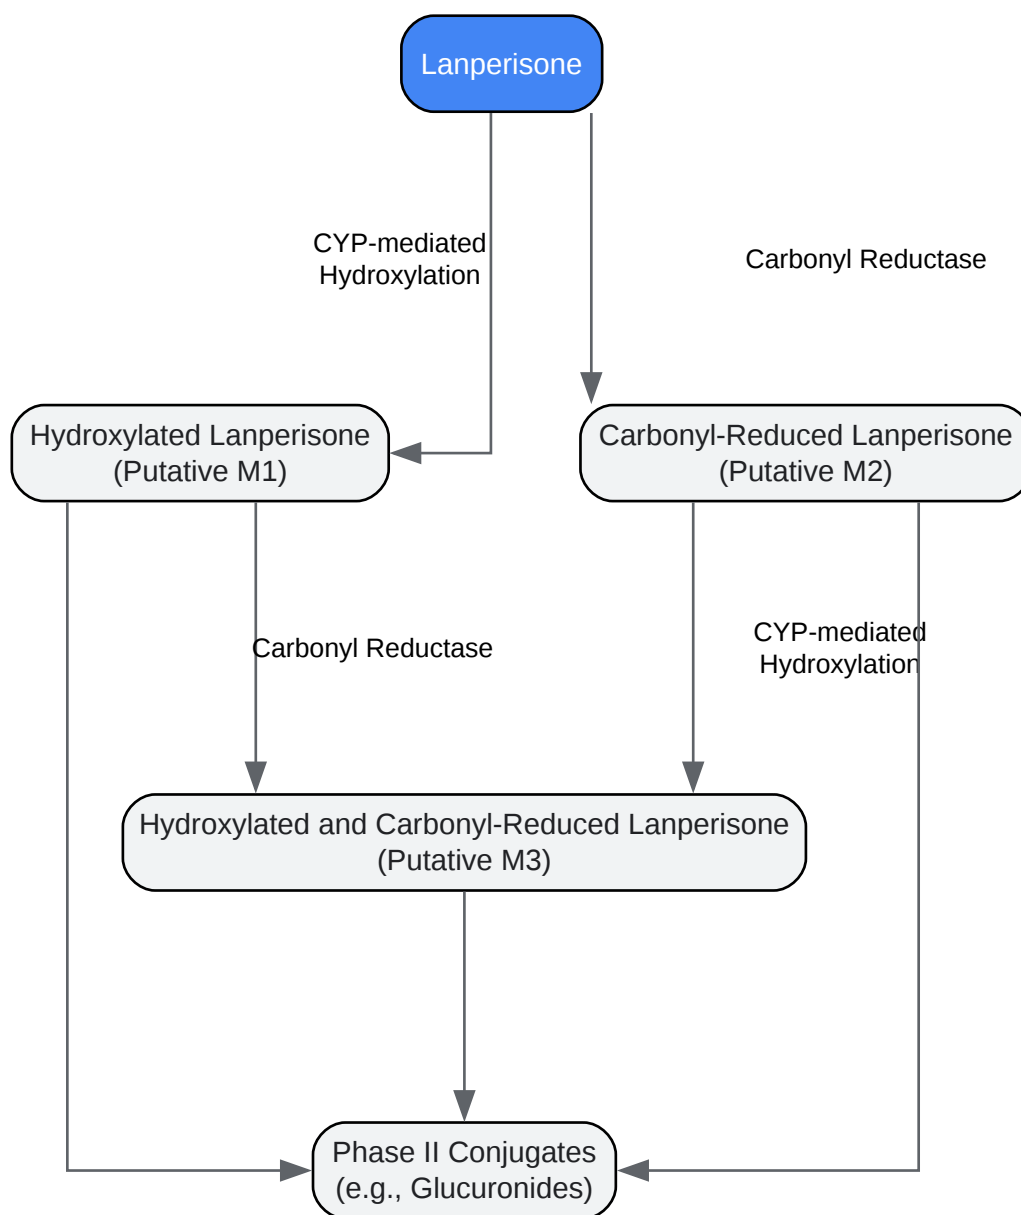 Lanperisone
CYP-mediated
Hydroxylation
Carbonyl Reductase
Hydroxylated Lanperisone
(Putative M1)
Carbonyl-Reduced Lanperisone
(Putative M2)
Carbonyl Reductase
CYP-mediated
Hydroxylation
Hydroxylated and Carbonyl-Reduced Lanperisone
(Putative M3)
Phase II Conjugates
(e.g., Glucuronides)